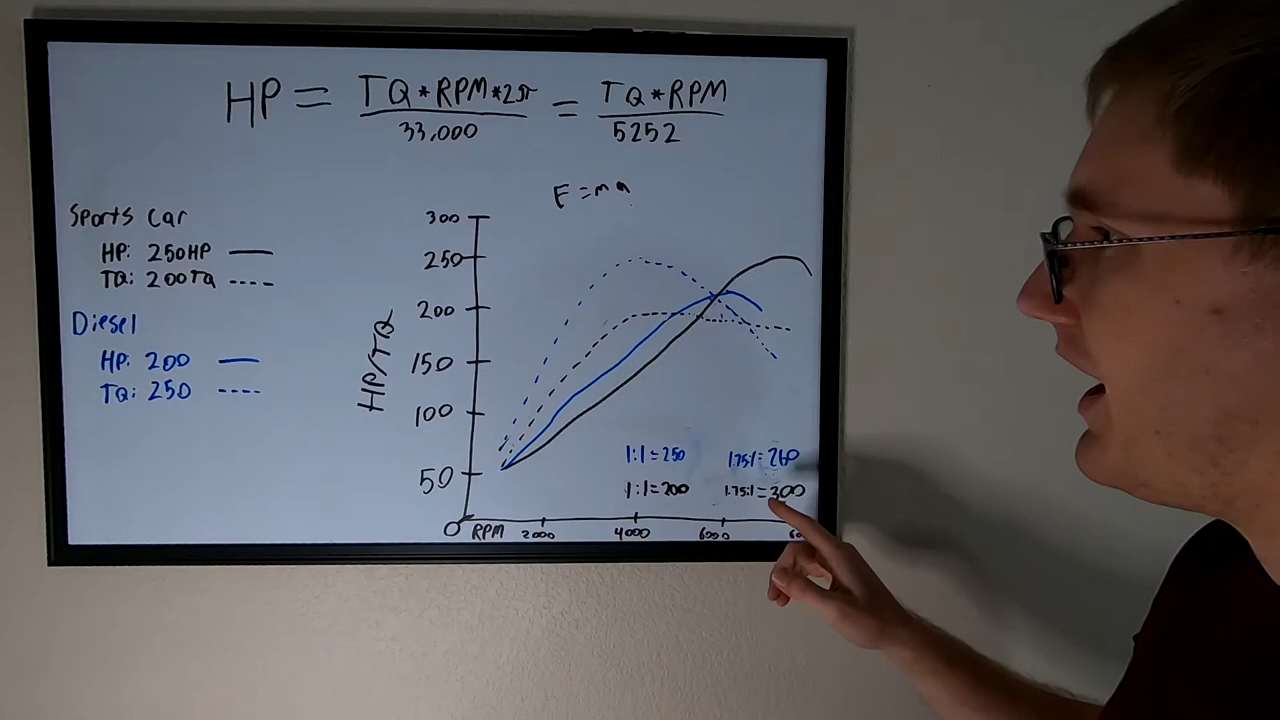 HP = TQ*RPM*2π / 33,000 = TQ*RPM / 5252
F = ma
Sports Car
HP: 250HP
TQ: 200TQ
Diesel
HP: 200
TQ: 250
HP/TQ
300
250
200
150
100
50
0
1:1=250 1.75:1=260
1:1=200 1.75:1=300
RPM 2000 4000 6000